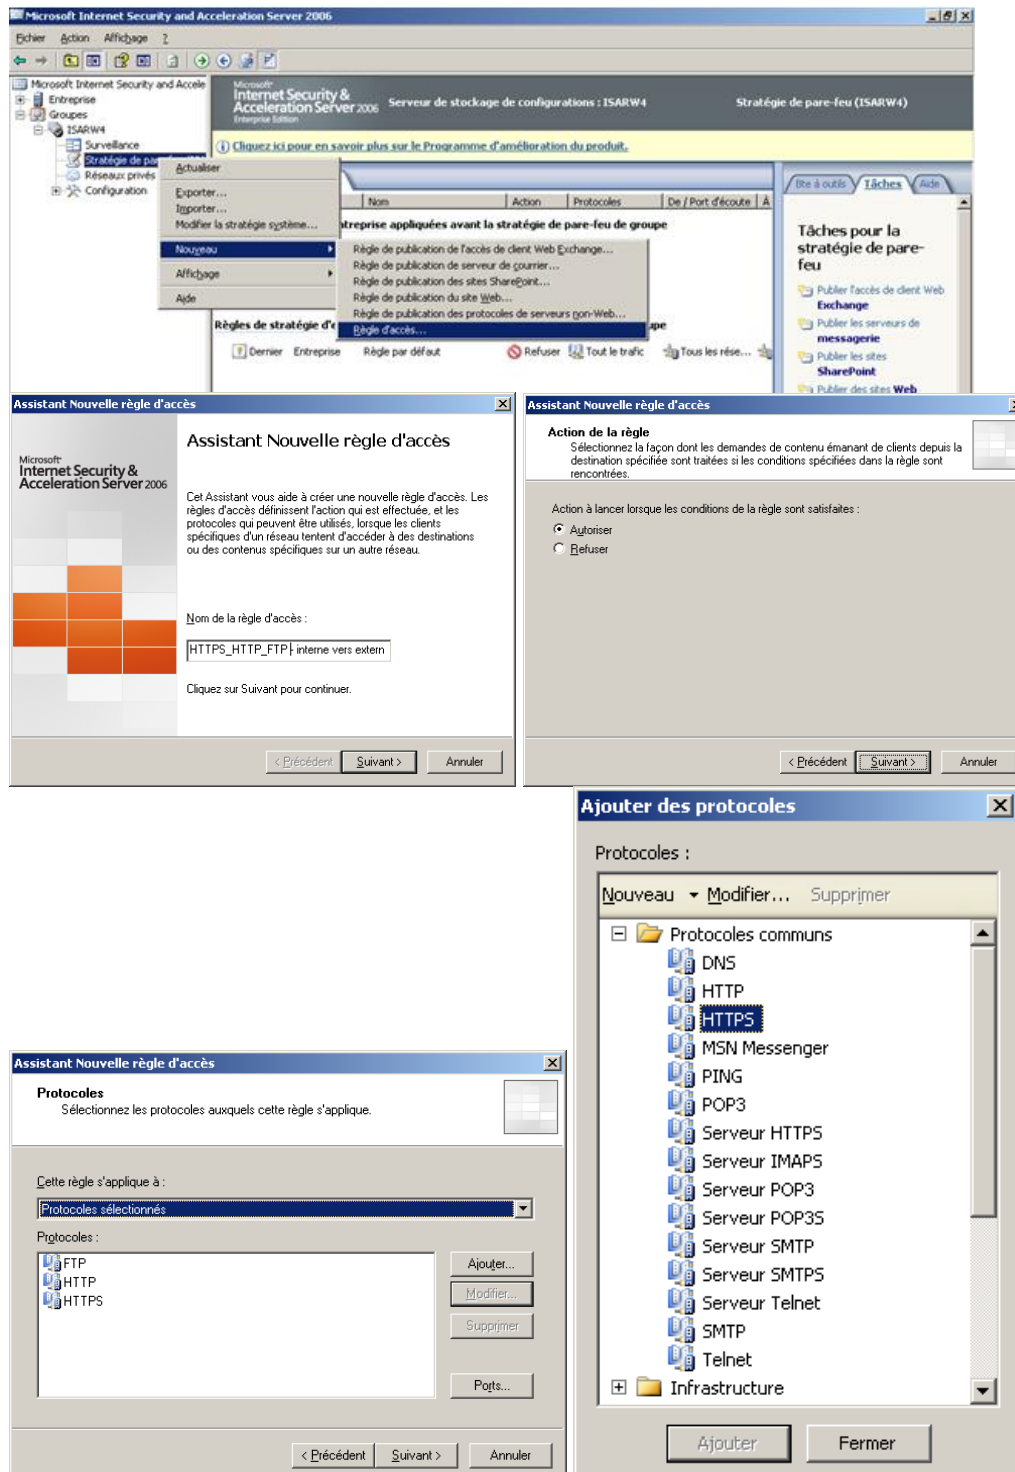 Microsoft Internet Security and Acceleration Server 2006
Fichier Action Affichage ?
Microsoft Internet Security and Accele
Entreprise
Groupes
ISARW4
Surveillance
Stratégie de pa
Réseaux privés
Configuration
Microsoft
Internet Security &
Acceleration Server 2006
Enterprise Edition
Serveur de stockage de configurations : ISARW4
Stratégie de pare-feu (ISARW4)
Cliquez ici pour en savoir plus sur le Programme d'amélioration du produit.
Actualiser
Exporter...
Importer...
Modifier la stratégie système...
Nouveau
Affichage
Aide
Nom Action Protocoles De / Port d'écoute À
treprise appliquées avant la stratégie de pare-feu de groupe
Règle de publication de l'accès de client Web Exchange...
Règle de publication de serveur de courrier...
Règle de publication des sites SharePoint...
Règle de publication du site Web...
Règle de publication des protocoles de serveurs non-Web...
Règle d'accès...
Règles de stratégie d'e
upe
Dernier Entreprise Règle par défaut Refuser Tout le trafic Tous les rése...
îte à outils Tâches Aide
Tâches pour la
stratégie de pare-
feu
Publier l'accès de client Web
Exchange
Publier les serveurs de
messagerie
Publier les sites
SharePoint
Publier des sites Web
Assistant Nouvelle règle d'accès
Microsoft
Internet Security &
Acceleration Server 2006
Assistant Nouvelle règle d'accès
Cet Assistant vous aide à créer une nouvelle règle d'accès. Les
règles d'accès définissent l'action qui est effectuée, et les
protocoles qui peuvent être utilisés, lorsque les clients
spécifiques d'un réseau tentent d'accéder à des destinations
ou des contenus spécifiques sur un autre réseau.
Nom de la règle d'accès :
HTTPS_HTTP_FTP- interne vers extern
Cliquez sur Suivant pour continuer.
< Précédent Suivant > Annuler
Assistant Nouvelle règle d'accès
Action de la règle
Sélectionnez la façon dont les demandes de contenu émanant de clients depuis la
destination spécifiée sont traitées si les conditions spécifiées dans la règle sont
rencontrées.
Action à lancer lorsque les conditions de la règle sont satisfaites :
Autoriser
Refuser
< Précédent Suivant > Annuler
Assistant Nouvelle règle d'accès
Protocoles
Sélectionnez les protocoles auxquels cette règle s'applique.
Cette règle s'applique à :
Protocoles sélectionnés
Protocoles :
FTP
HTTP
HTTPS
Ajouter...
Modifier...
Supprimer
Ports...
< Précédent Suivant > Annuler
Ajouter des protocoles
Protocoles :
Nouveau Modifier... Supprimer
Protocoles communs
DNS
HTTP
HTTPS
MSN Messenger
PING
POP3
Serveur HTTPS
Serveur IMAPS
Serveur POP3
Serveur POP3S
Serveur SMTP
Serveur SMTPS
Serveur Telnet
SMTP
Telnet
Infrastructure
Ajouter Fermer